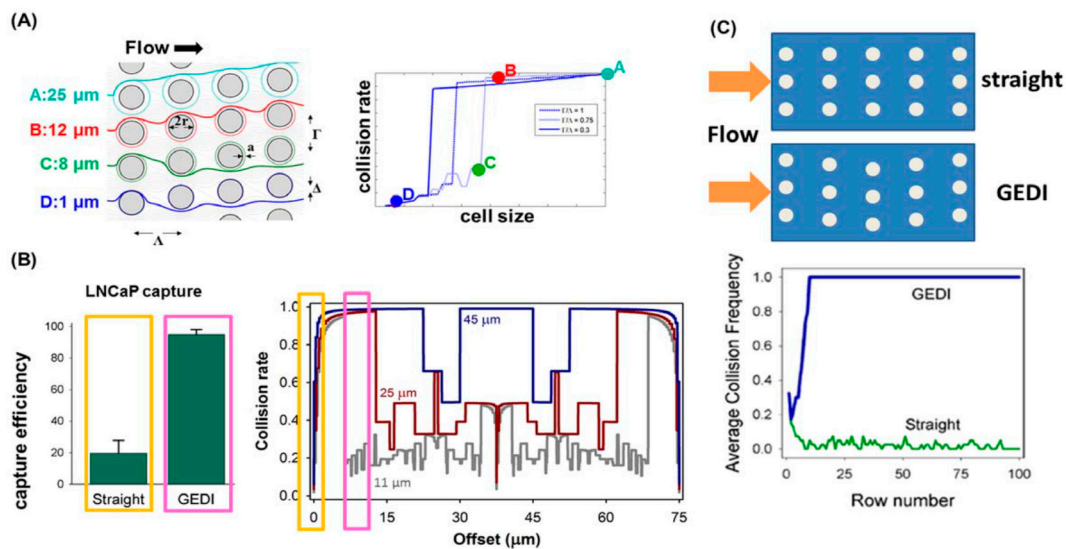 (A)
Flow
A:25 μm
B:12 μm
C:8 μm
D:1 μm
2r
a
Γ
Δ
Λ
collision rate
cell size
A
B
C
D
Γ/Λ = 1
Γ/Λ = 0.75
Γ/Λ = 0.3
(C)
straight
Flow
GEDI
(B)
LNCaP capture
capture efficiency
100
80
60
40
20
0
Straight
GEDI
Collision rate
1.0
0.8
0.6
0.4
0.2
0.0
45 μm
25 μm
11 μm
0
15
30
45
60
75
Offset (μm)
Average Collision Frequency
1.0
0.8
0.6
0.4
0.2
0.0
GEDI
Straight
0
25
50
75
100
Row number